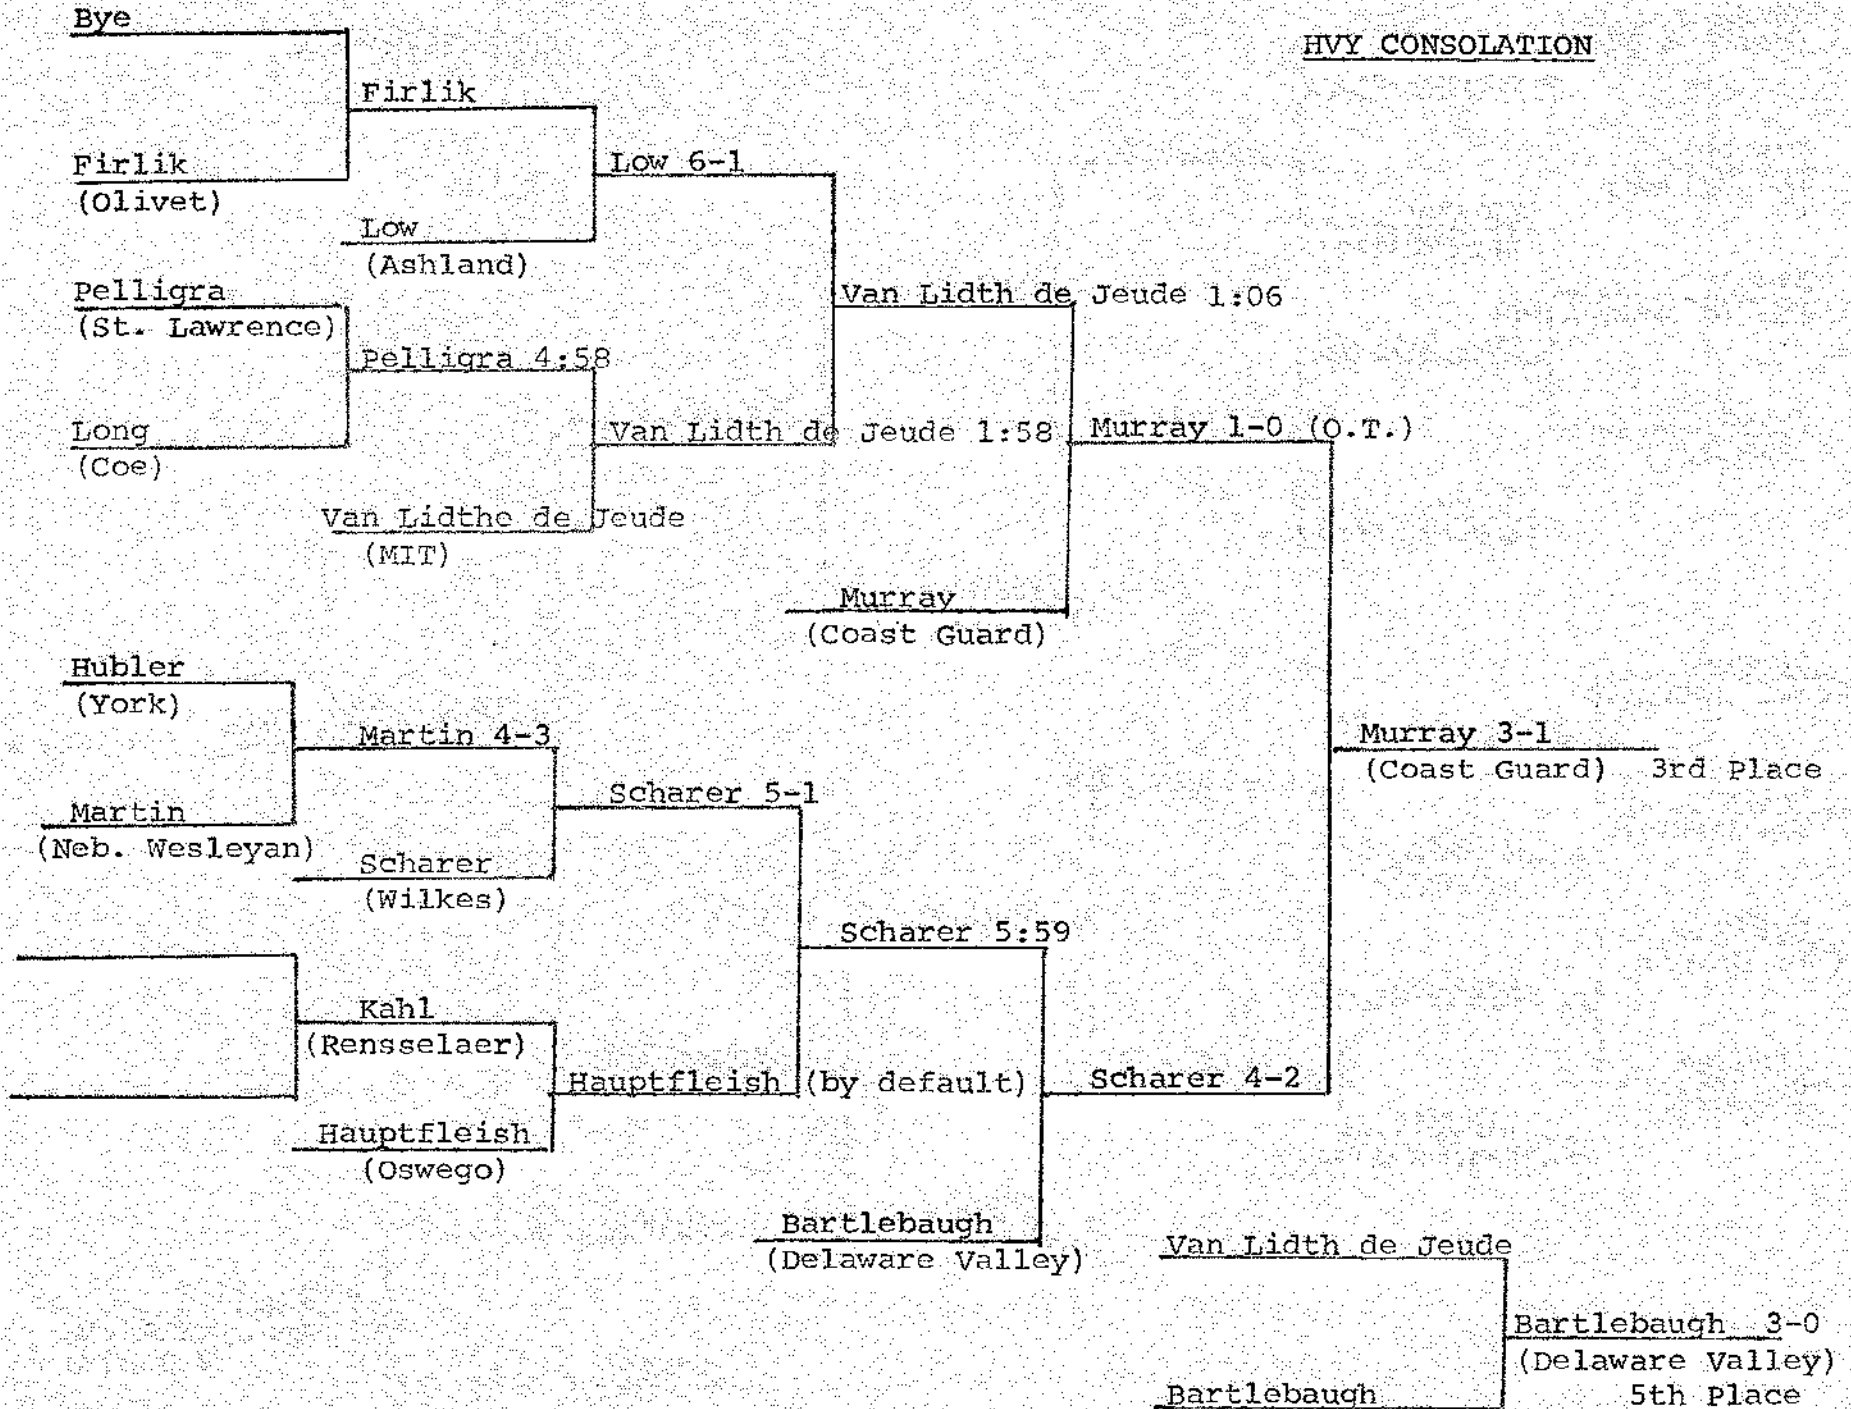 Bye
HVY CONSOLATION
Firlik
Firlik
(Olivet)
Low 6-1
Low
(Ashland)
Pelligra
(St. Lawrence)
Van Lidth de Jeude 1:06
Pelligra 4:58
Long
(Coe)
Van Lidth de Jeude 1:58
Murray 1-0 (O.T.)
Van Lidthe de Jeude
(MIT)
Murray
(Coast Guard)
Hubler
(York)
Martin 4-3
Murray 3-1
(Coast Guard) 3rd Place
Scharer 5-1
Martin
(Neb. Wesleyan)
Scharer
(Wilkes)
Scharer 5:59
Kahl
(Rensselaer)
Hauptfleish (by default)
Scharer 4-2
Hauptfleish
(Oswego)
Bartlebaugh
(Delaware Valley)
Van Lidth de Jeude
Bartlebaugh 3-0
(Delaware Valley)
5th Place
Bartlebaugh